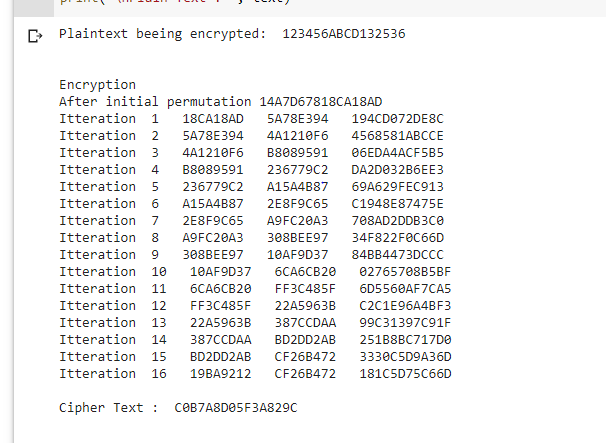 Plaintext beeing encrypted:  123456ABCD132536
Encryption
After initial permutation 14A7D67818CA18AD
Itteration  1   18CA18AD   5A78E394   194CD072DE8C
Itteration  2   5A78E394   4A1210F6   4568581ABCCE
Itteration  3   4A1210F6   B8089591   06EDA4ACF5B5
Itteration  4   B8089591   236779C2   DA2D032B6EE3
Itteration  5   236779C2   A15A4B87   69A629FEC913
Itteration  6   A15A4B87   2E8F9C65   C1948E87475E
Itteration  7   2E8F9C65   A9FC20A3   708AD2DDB3C0
Itteration  8   A9FC20A3   308BEE97   34F822F0C66D
Itteration  9   308BEE97   10AF9D37   84BB4473DCCC
Itteration  10   10AF9D37   6CA6CB20   02765708B5BF
Itteration  11   6CA6CB20   FF3C485F   6D5560AF7CA5
Itteration  12   FF3C485F   22A5963B   C2C1E96A4BF3
Itteration  13   22A5963B   387CCDAA   99C31397C91F
Itteration  14   387CCDAA   BD2DD2AB   251B8BC717D0
Itteration  15   BD2DD2AB   CF26B472   3330C5D9A36D
Itteration  16   19BA9212   CF26B472   181C5D75C66D
Cipher Text :  C0B7A8D05F3A829C